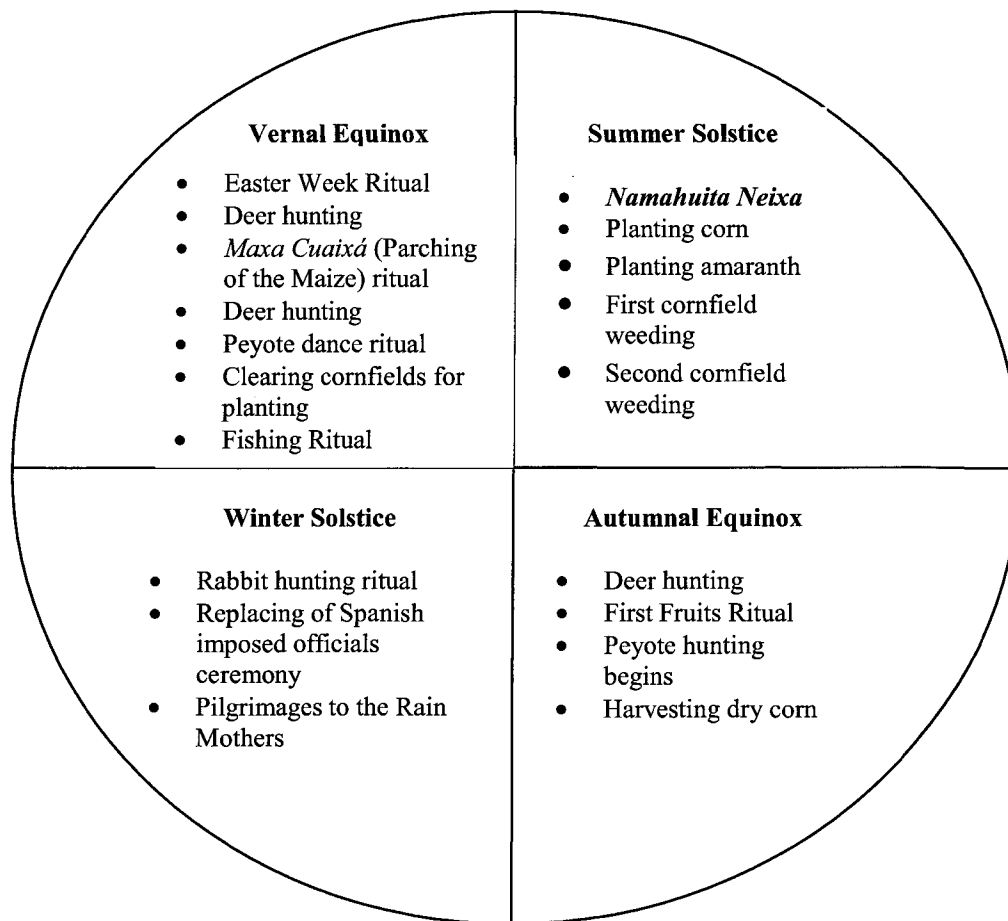 Vernal Equinox
• Easter Week Ritual
• Deer hunting
• Maxa Cuaixá (Parching
of the Maize) ritual
• Deer hunting
• Peyote dance ritual
• Clearing cornfields for
planting
• Fishing Ritual
Summer Solstice
• Namahuita Neixa
• Planting corn
• Planting amaranth
• First cornfield
weeding
• Second cornfield
weeding
Winter Solstice
• Rabbit hunting ritual
• Replacing of Spanish
imposed officials
ceremony
• Pilgrimages to the Rain
Mothers
Autumnal Equinox
• Deer hunting
• First Fruits Ritual
• Peyote hunting
begins
• Harvesting dry corn